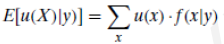 E[u(X)|y)] = ∑ u(x) · f(x|y)
x